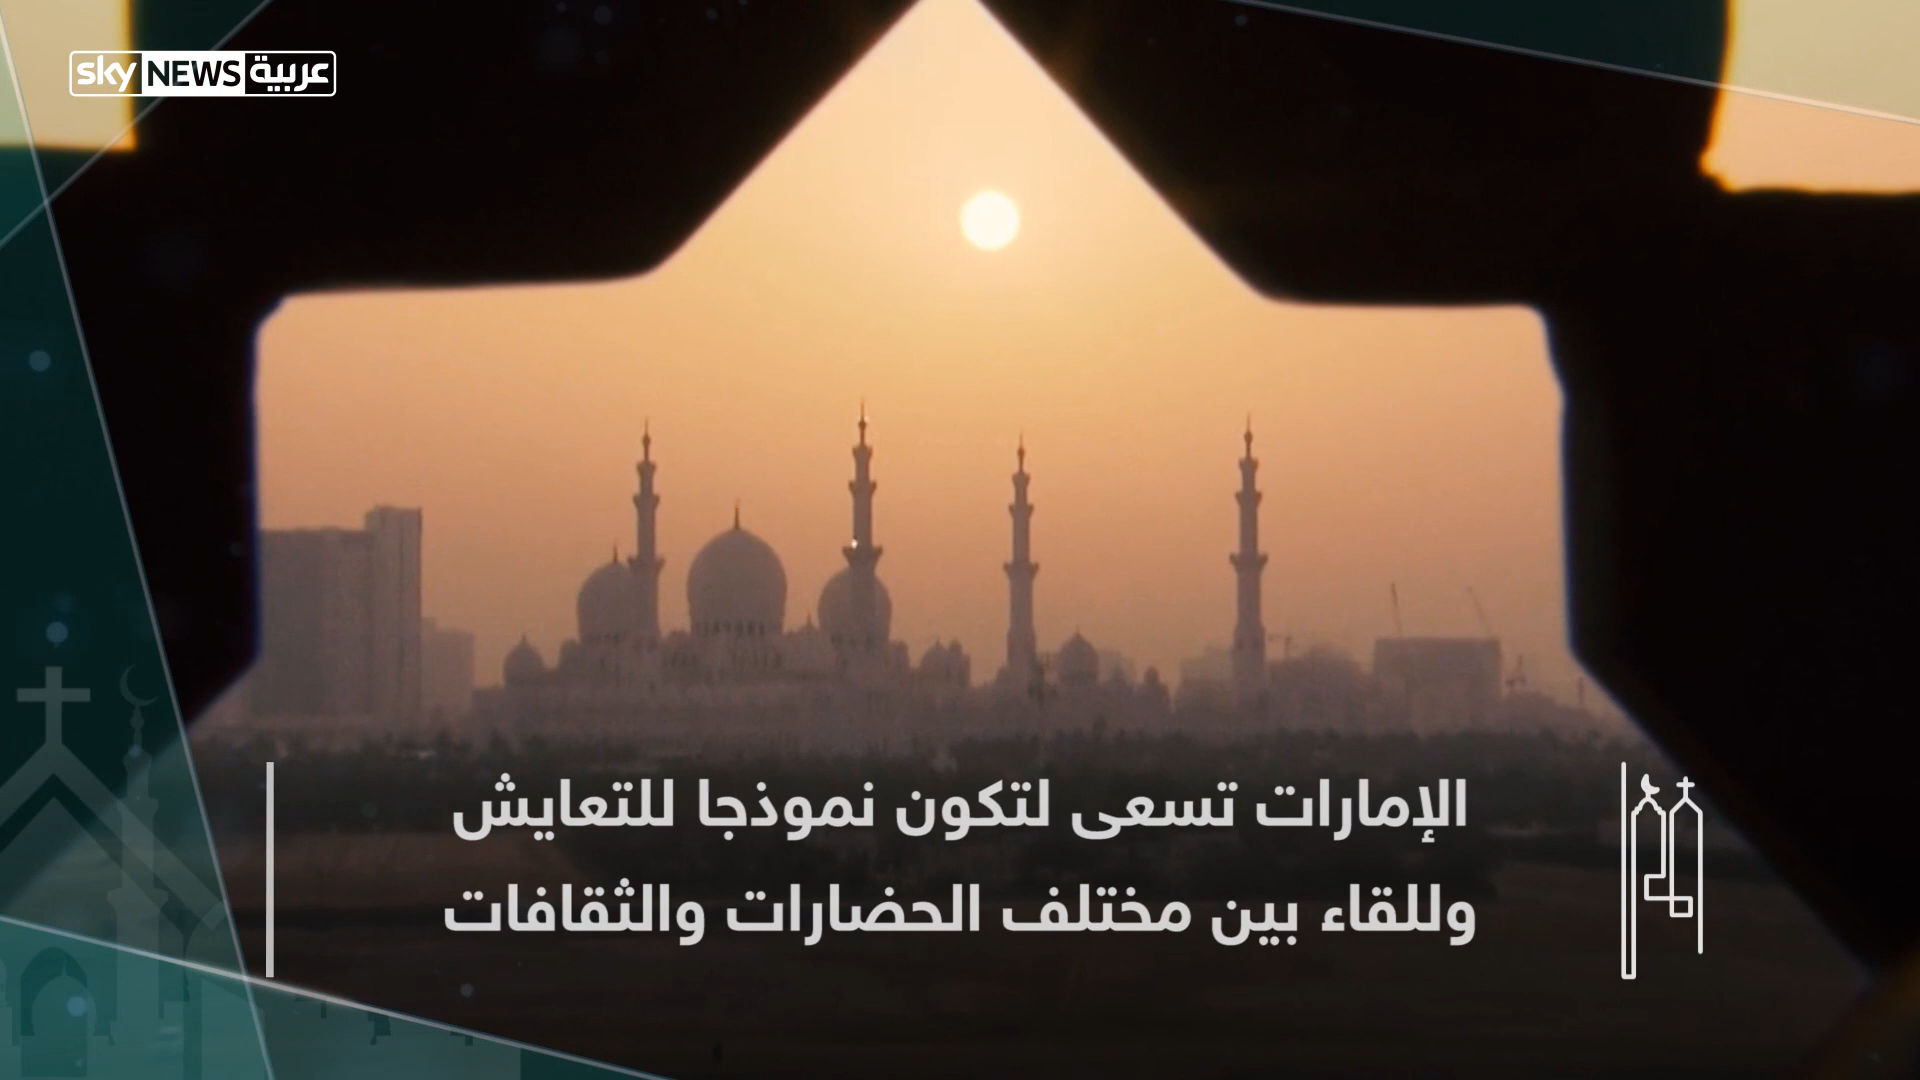 sky NEWS عربية
الإمارات تسعى لتكون نموذجا للتعايش
وللقاء بين مختلف الحضارات والثقافات